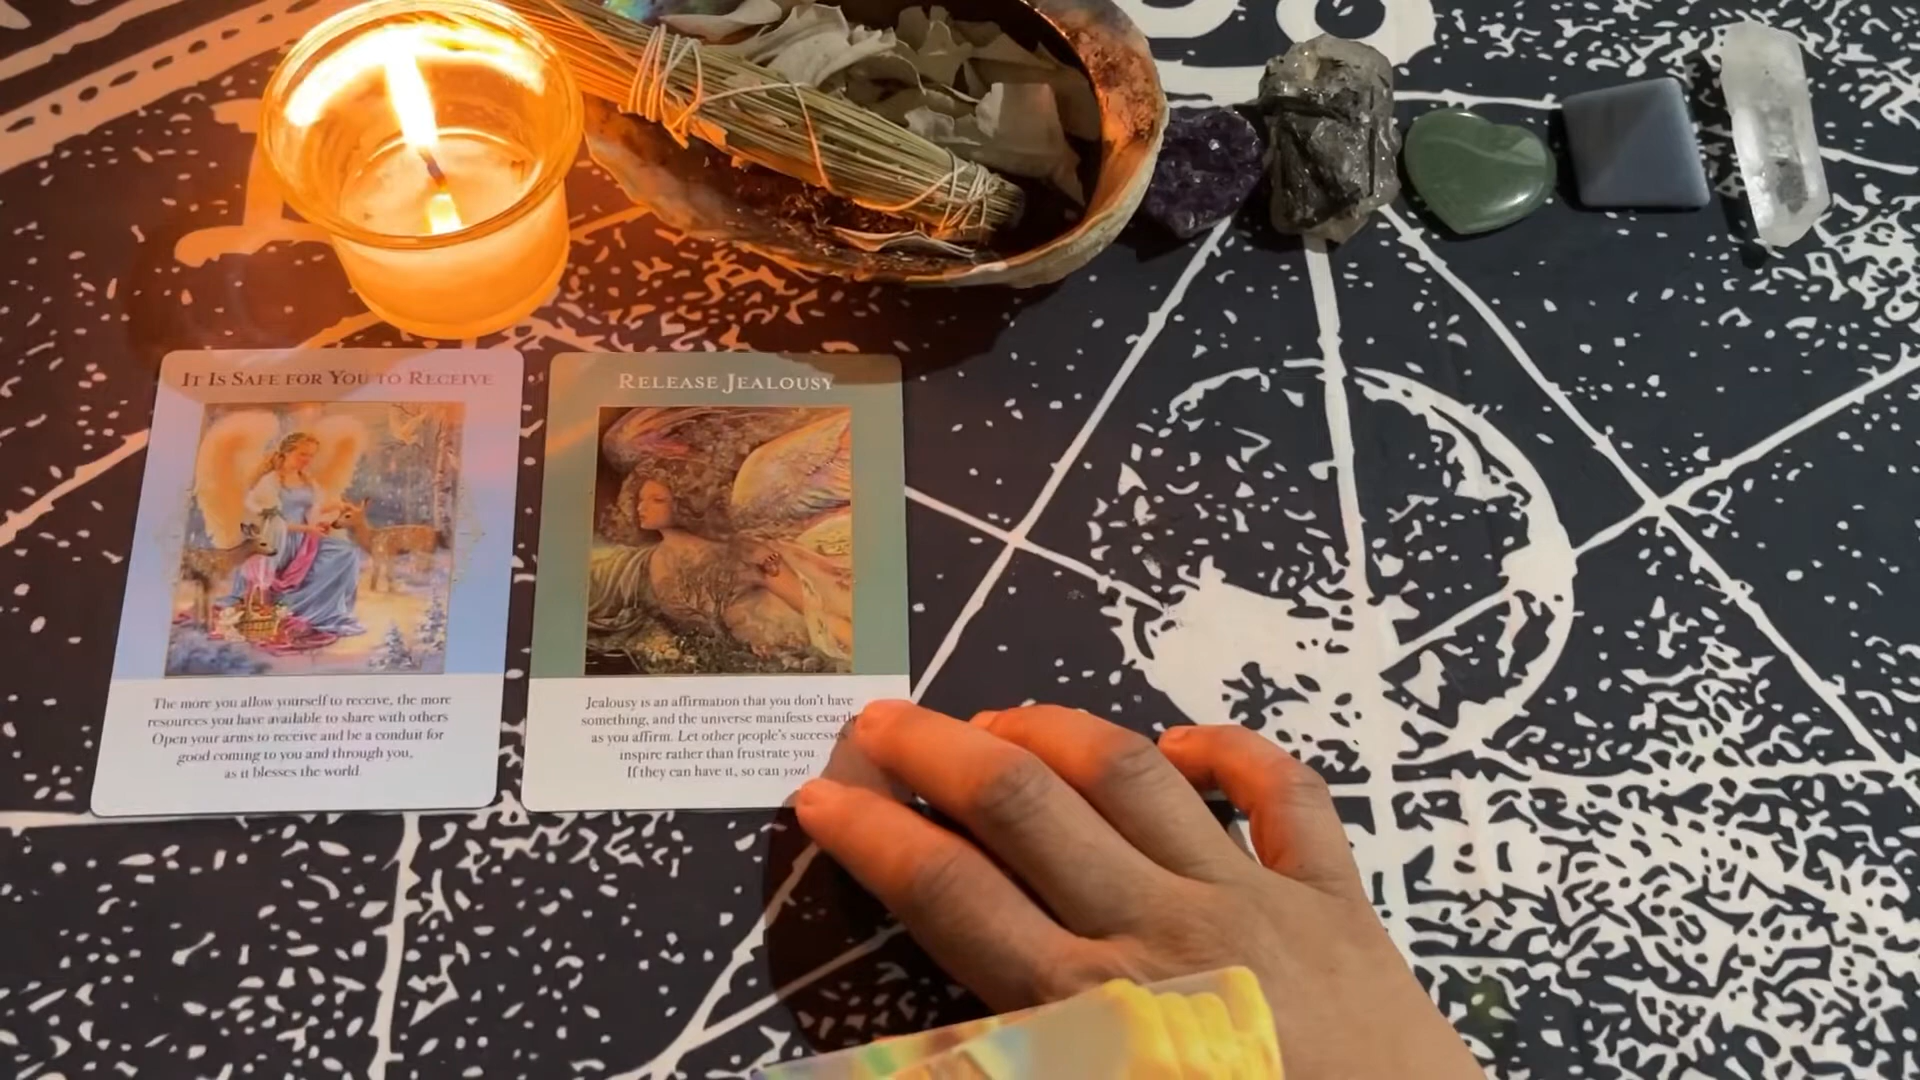 IT IS SAFE FOR YOU TO RECEIVE
The more you allow yourself to receive, the more
resources you have available to share with others
Open your arms to receive and be a conduit for
good coming to you and through you,
as it blesses the world.
RELEASE JEALOUSY
Jealousy is an affirmation that you don't have
something, and the universe manifests exactly
as you affirm. Let other people's successes
inspire rather than frustrate you.
If they can have it, so can you!